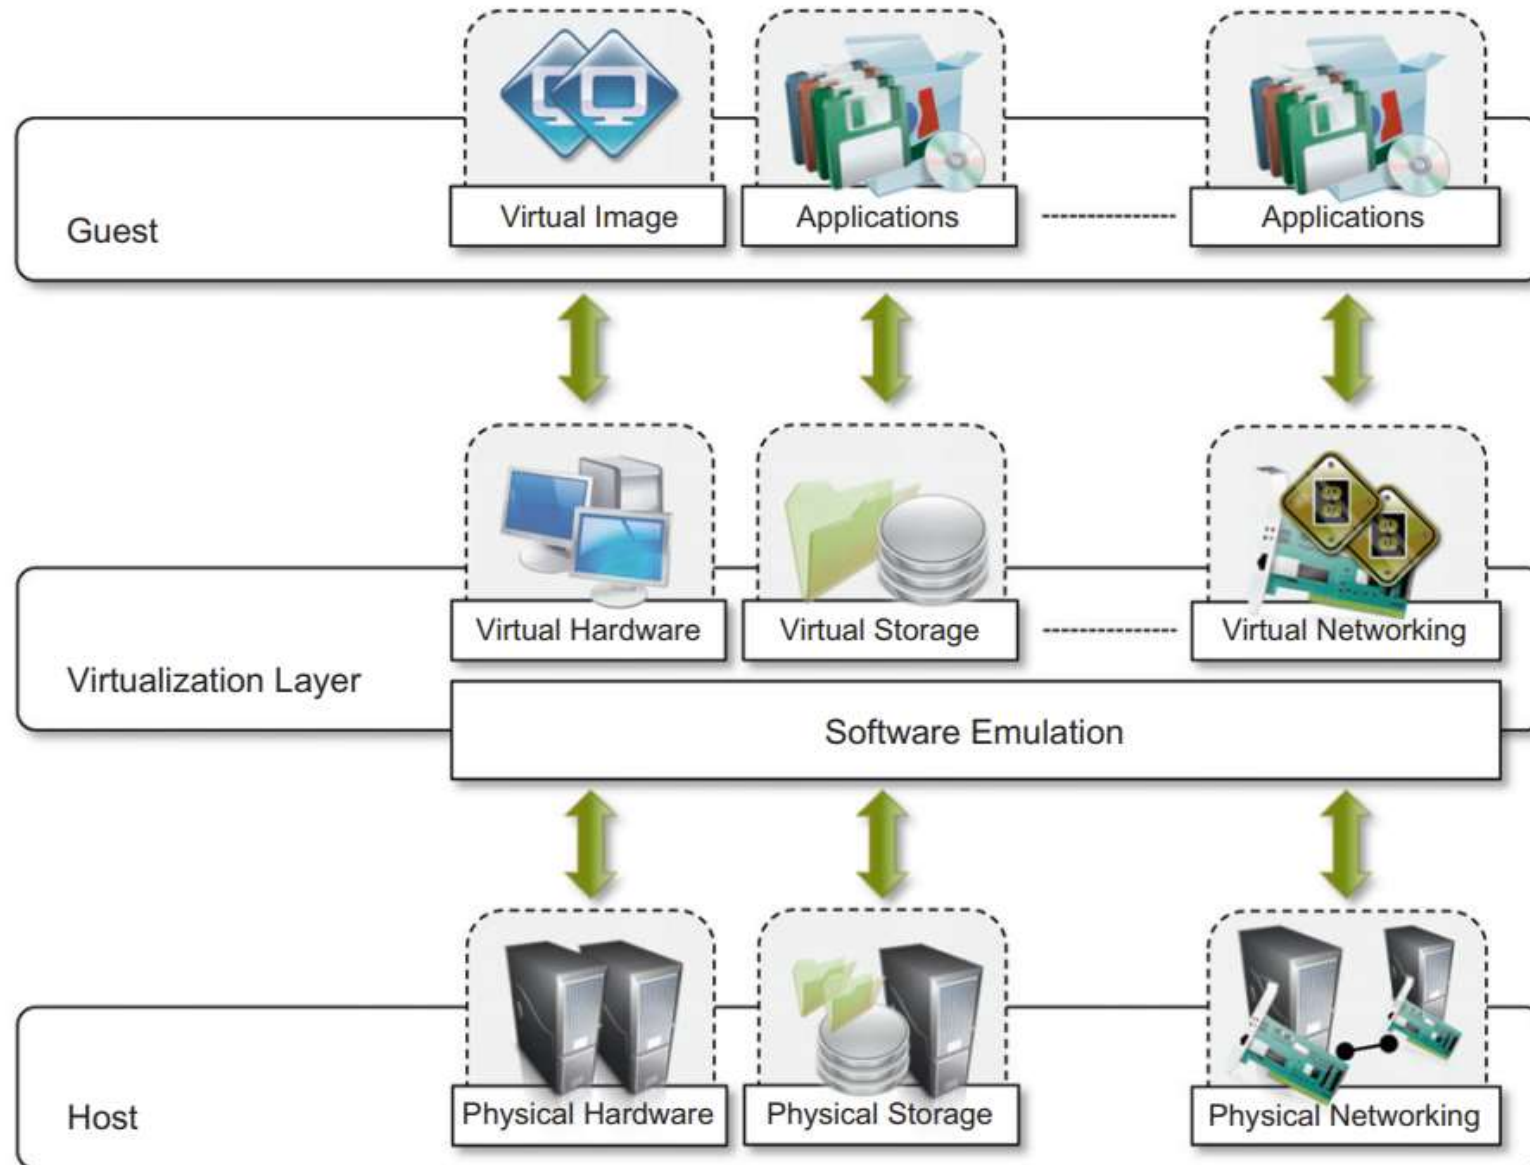 Guest
Virtual Image
Applications
Applications
Virtualization Layer
Virtual Hardware
Virtual Storage
Virtual Networking
Software Emulation
Host
Physical Hardware
Physical Storage
Physical Networking